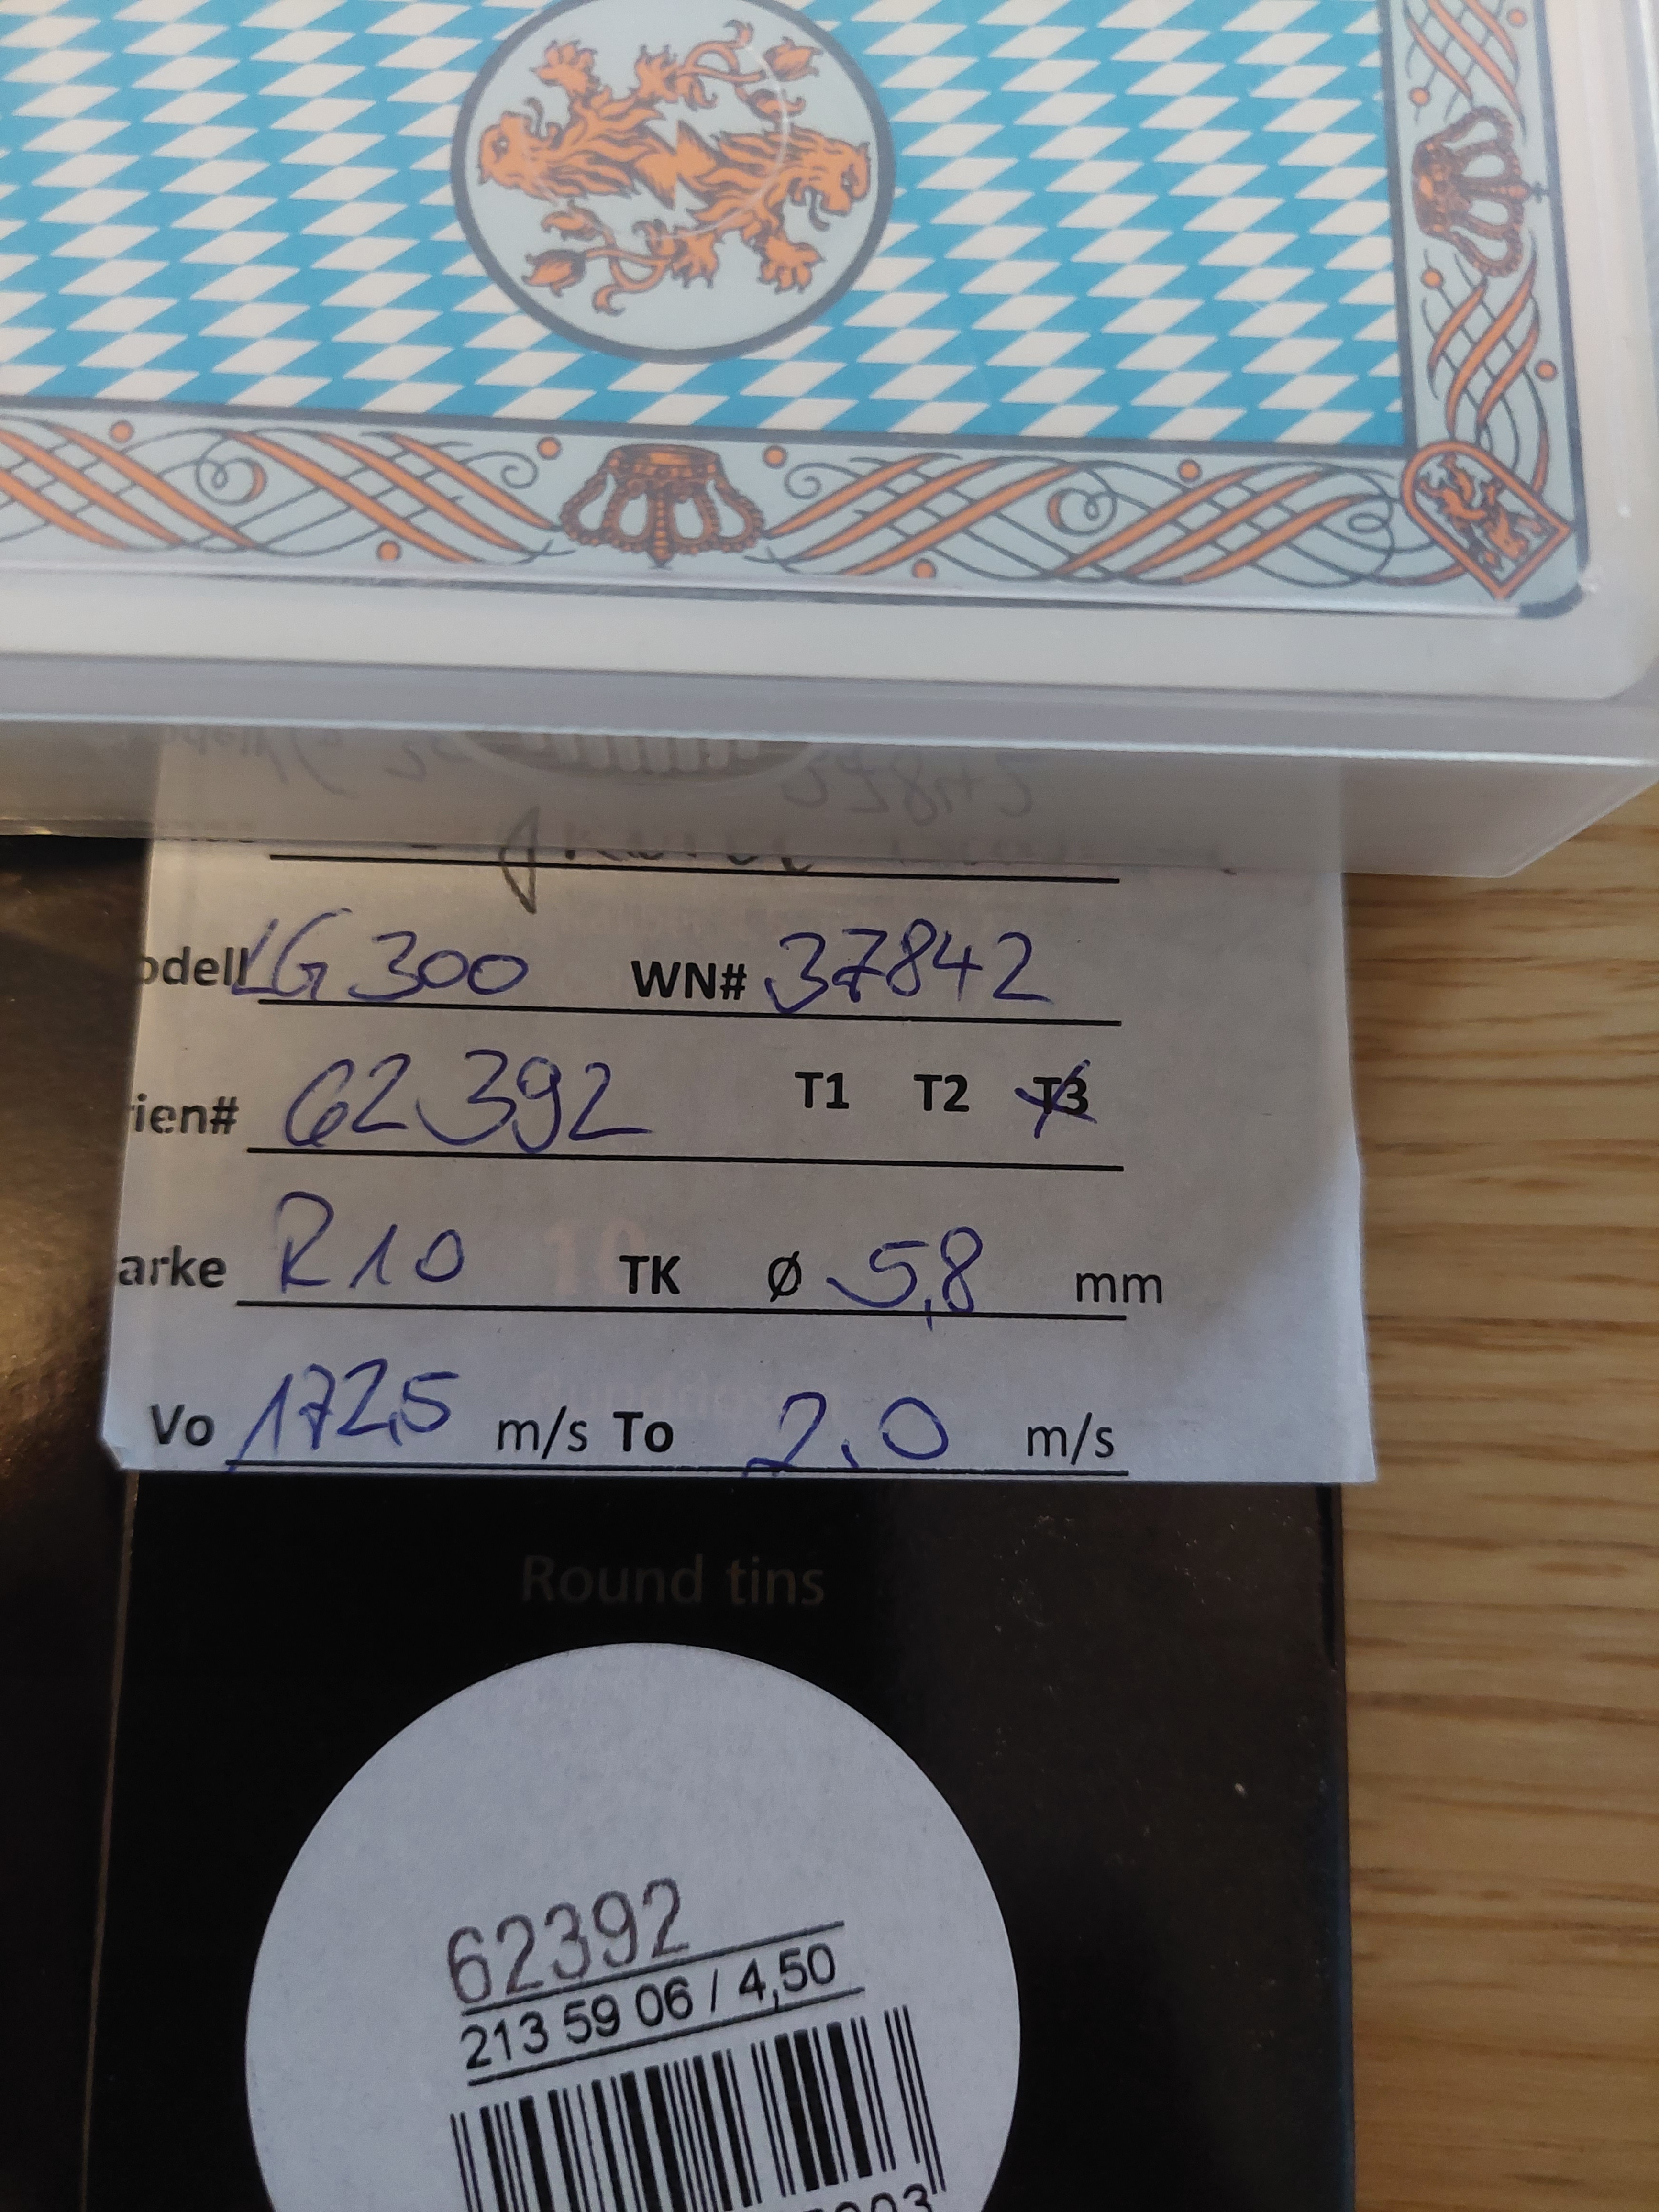 odell LG 300 WN# 37842
rien# 62392 T1 T2 T3
arke R10 TK Ø 5,8 mm
Vo 172,5 m/s To 2.0 m/s
Round tins
62392
213 59 06 / 4,50